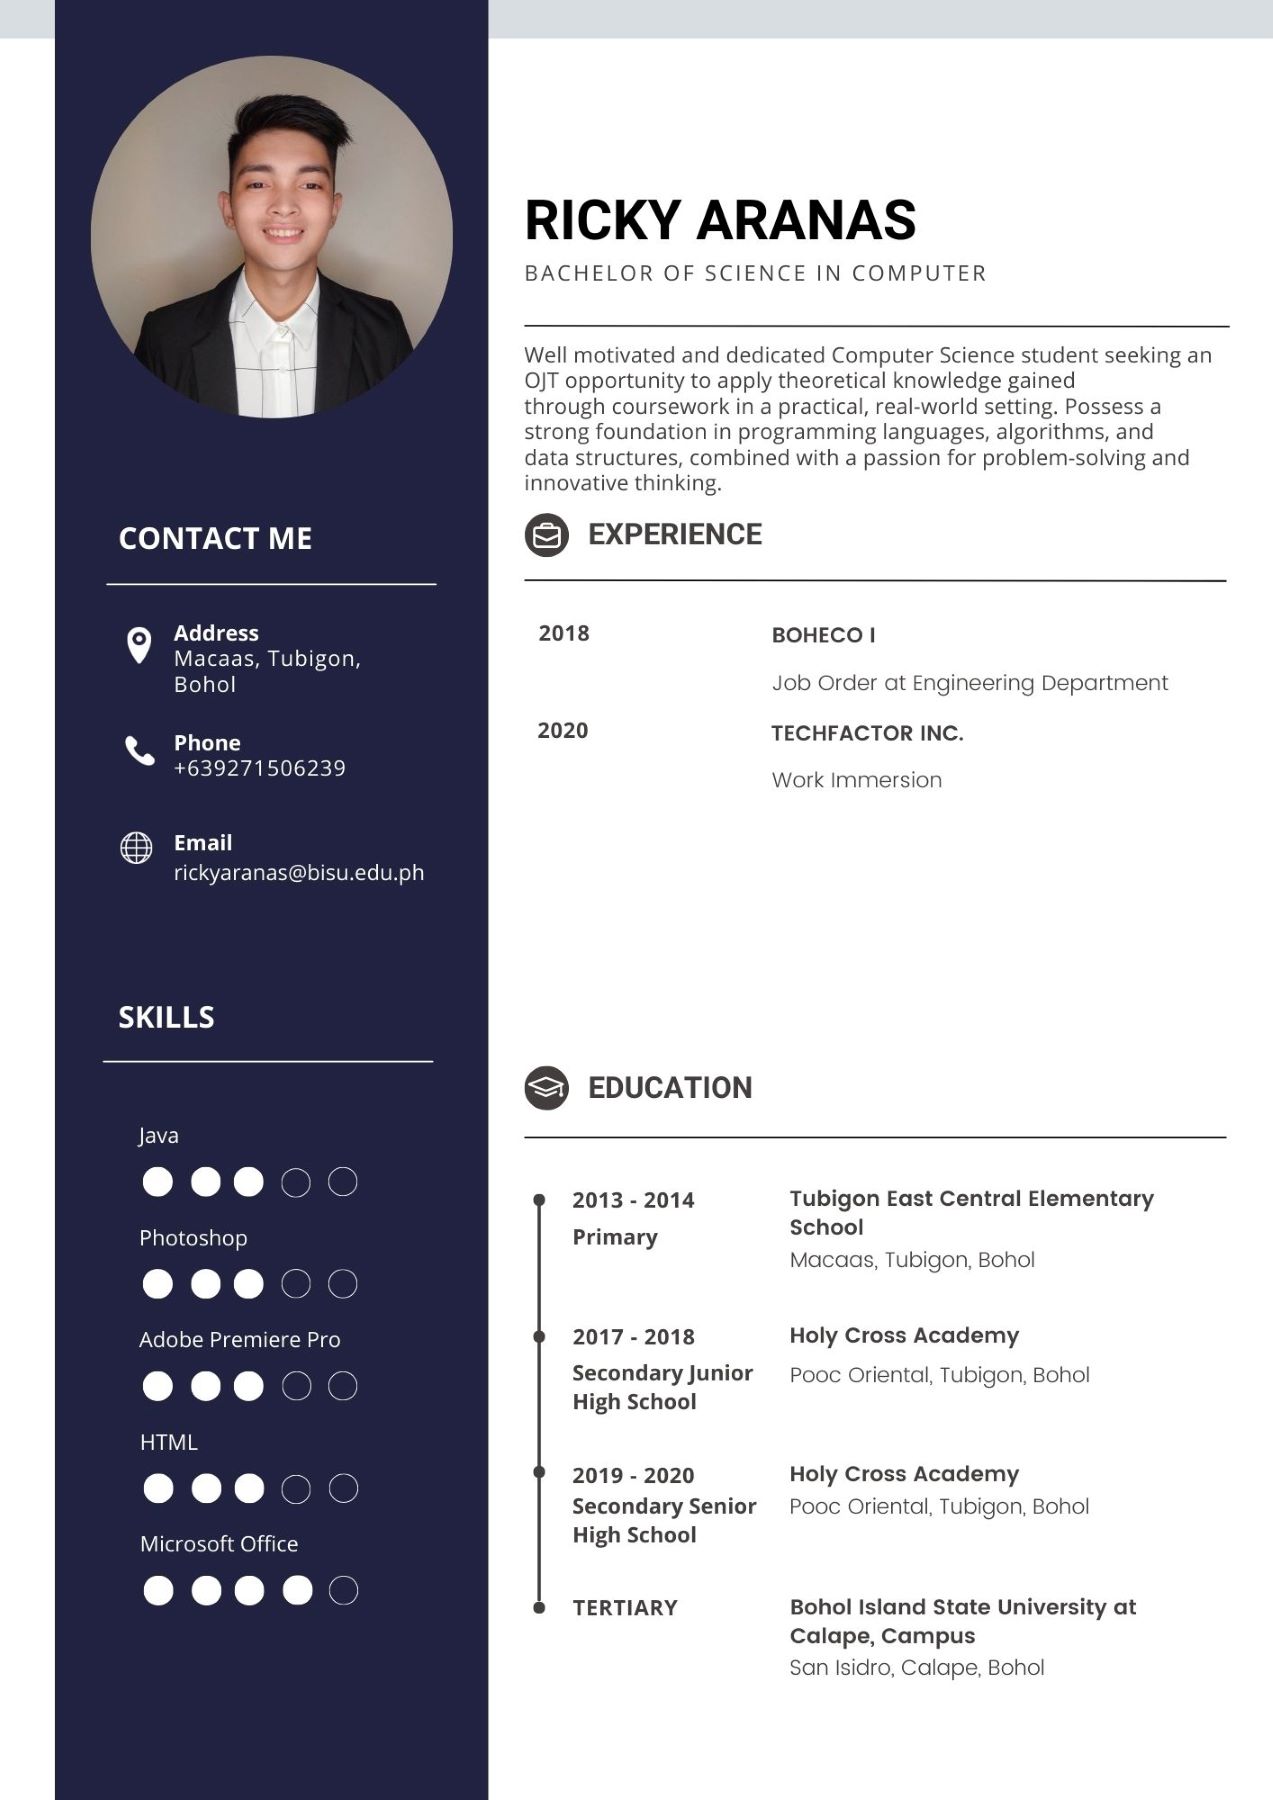 RICKY ARANAS
BACHELOR OF SCIENCE IN COMPUTER
Well motivated and dedicated Computer Science student seeking an
OJT opportunity to apply theoretical knowledge gained
through coursework in a practical, real-world setting. Possess a
strong foundation in programming languages, algorithms, and
data structures, combined with a passion for problem-solving and
innovative thinking.
CONTACT ME
Address
Macaas, Tubigon,
Bohol
Phone
+639271506239
Email
rickyaranas@bisu.edu.ph
SKILLS
Java
Photoshop
Adobe Premiere Pro
HTML
Microsoft Office
EXPERIENCE
2018
BOHECO I
Job Order at Engineering Department
2020
TECHFACTOR INC.
Work Immersion
EDUCATION
2013 - 2014
Primary
Tubigon East Central Elementary
School
Macaas, Tubigon, Bohol
2017 - 2018
Secondary Junior
High School
Holy Cross Academy
Pooc Oriental, Tubigon, Bohol
2019 - 2020
Secondary Senior
High School
Holy Cross Academy
Pooc Oriental, Tubigon, Bohol
TERTIARY
Bohol Island State University at
Calape, Campus
San Isidro, Calape, Bohol